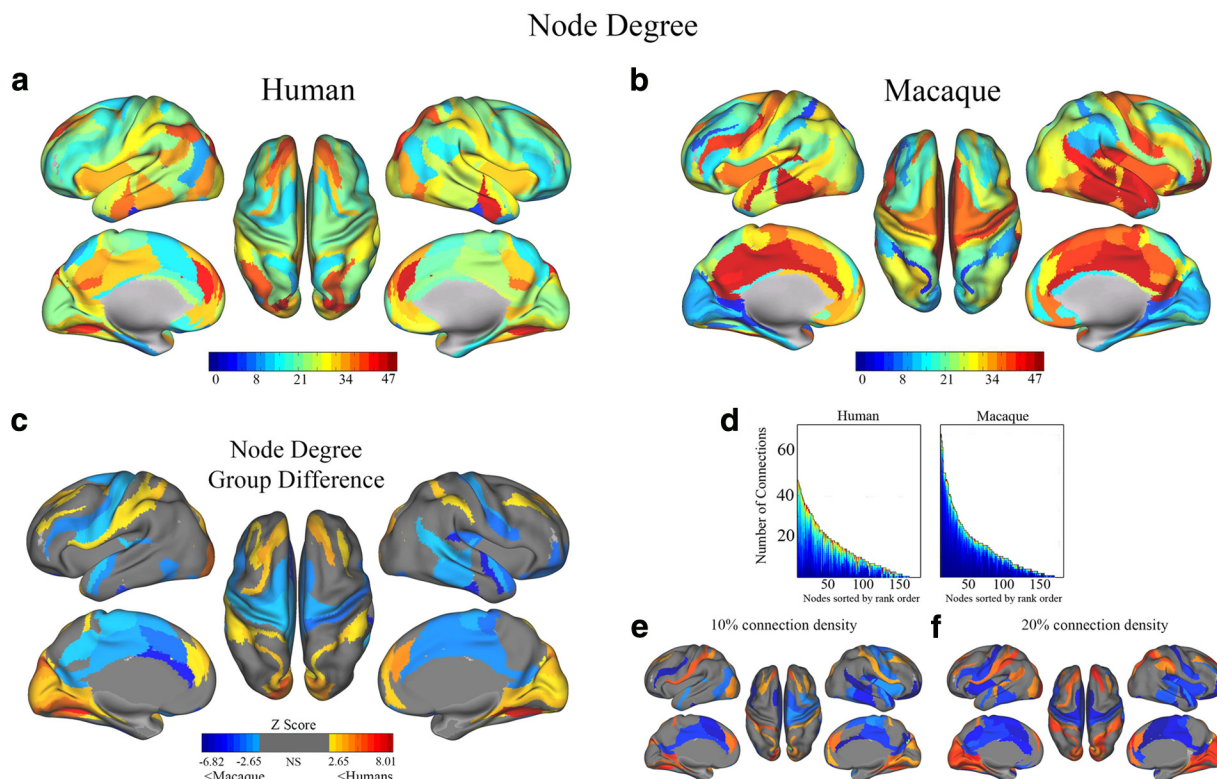 Node Degree
a
Human
b
Macaque
0 8 21 34 47
0 8 21 34 47
c
Node Degree
Group Difference
Z Score
-6.82 -2.65 NS 2.65 8.01
<Macaque <Humans
d
Human Macaque
Number of Connections
60
40
20
50 100 150 50 100 150
Nodes sorted by rank order Nodes sorted by rank order
e
10% connection density
f
20% connection density